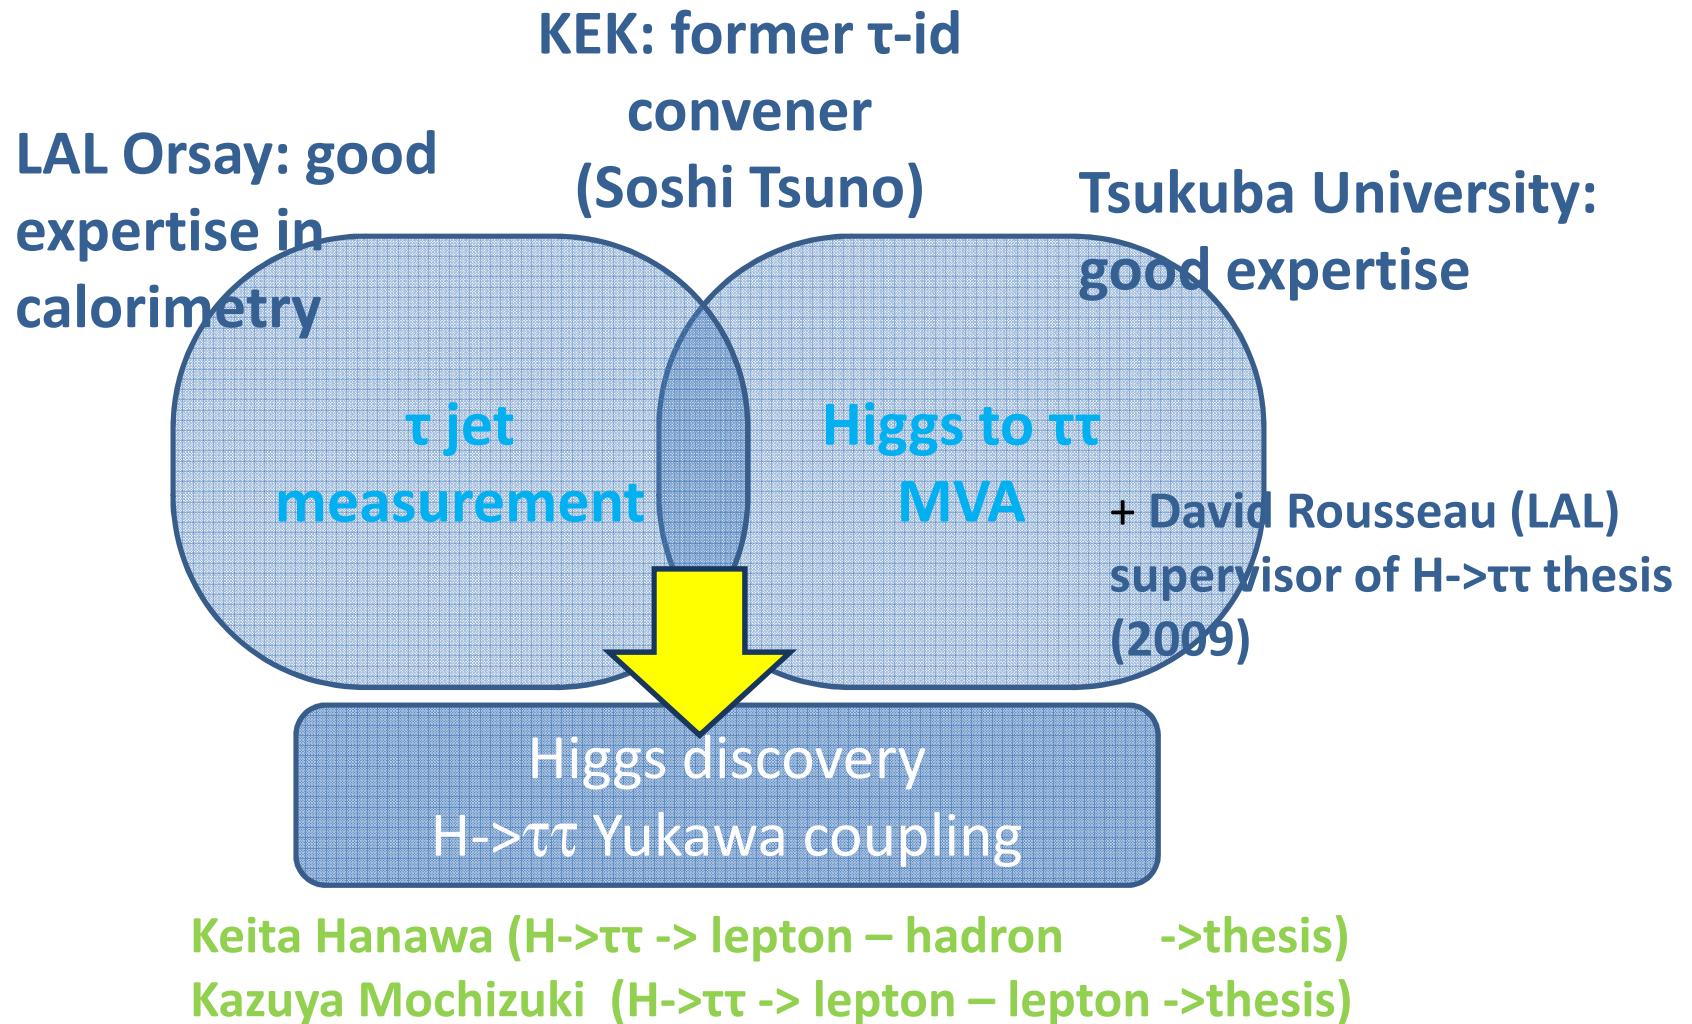 KEK: former τ-id
convener
(Soshi Tsuno)
LAL Orsay: good
expertise in
calorimetry
Tsukuba University:
good expertise
τ jet
measurement
Higgs to ττ
MVA
+ David Rousseau (LAL)
supervisor of H->ττ thesis
(2009)
Higgs discovery
H->ττ Yukawa coupling
Keita Hanawa (H->ττ -> lepton – hadron ->thesis)
Kazuya Mochizuki (H->ττ -> lepton – lepton ->thesis)